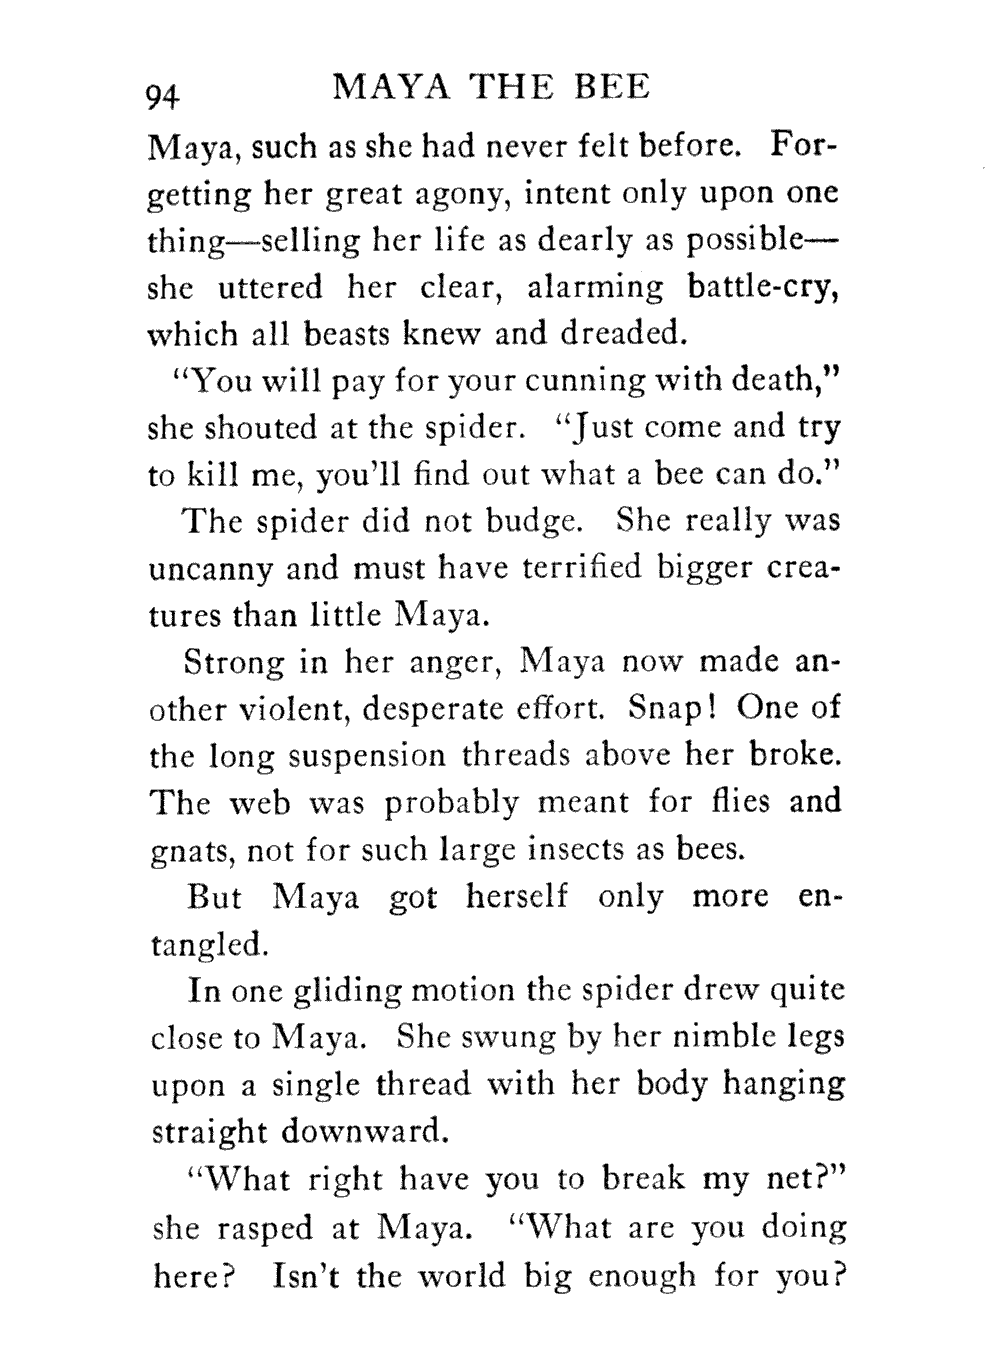 94 MAYA THE BEE
Maya, such as she had never felt before. For-
getting her great agony, intent only upon one
thing—selling her life as dearly as possible—
she uttered her clear, alarming battle-cry,
which all beasts knew and dreaded.
“You will pay for your cunning with death,”
she shouted at the spider. “Just come and try
to kill me, you’ll find out what a bee can do.”
The spider did not budge. She really was
uncanny and must have terrified bigger crea-
tures than little Maya.
Strong in her anger, Maya now made an-
other violent, desperate effort. Snap! One of
the long suspension threads above her broke.
The web was probably meant for flies and
gnats, not for such large insects as bees.
But Maya got herself only more en-
tangled.
In one gliding motion the spider drew quite
close to Maya. She swung by her nimble legs
upon a single thread with her body hanging
straight downward.
“What right have you to break my net?”
she rasped at Maya. “What are you doing
here? Isn’t the world big enough for you?